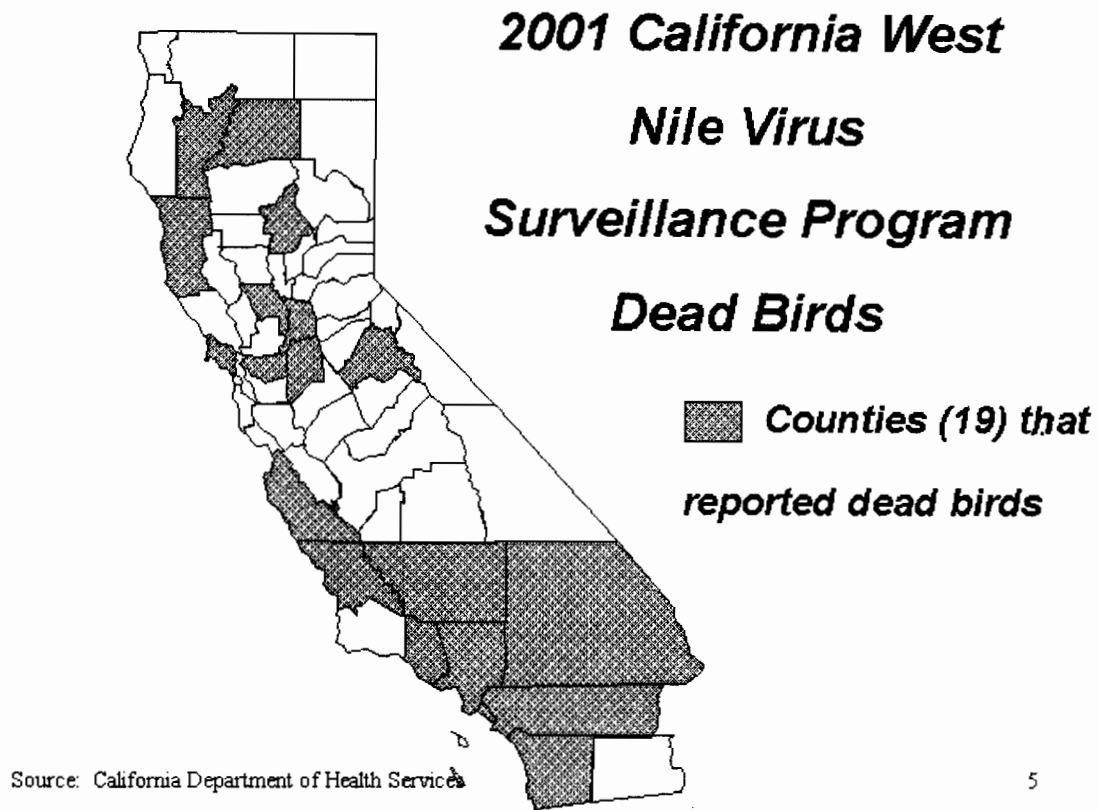 2001 California West
Nile Virus
Surveillance Program
Dead Birds
Counties (19) that
reported dead birds
Source: California Department of Health Services
5